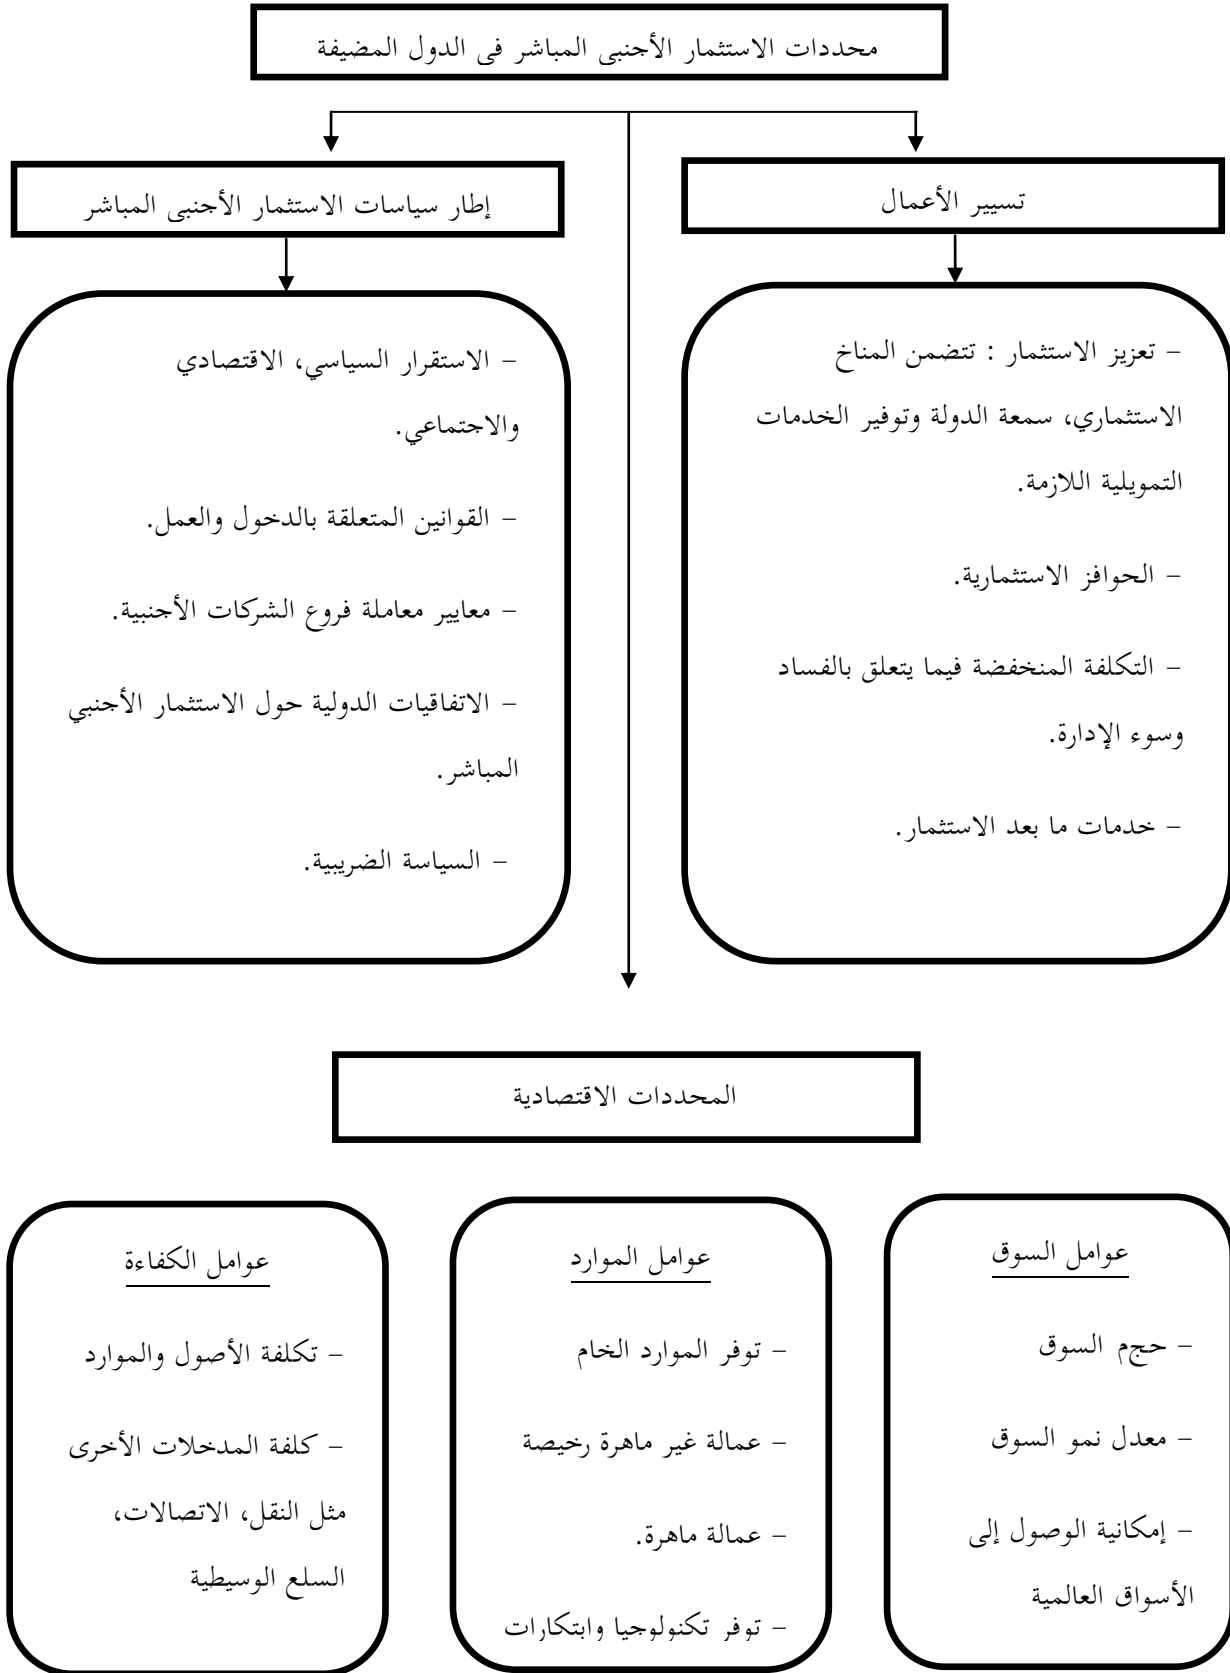 محددات الاستثمار الأجنبى المباشر فى الدول المضيفة
تسيير الأعمال
إطار سياسات الاستثمار الأجنبى المباشر
– تعزيز الاستثمار : تتضمن المناخ
الاستثماري، سمعة الدولة وتوفير الخدمات
التمويلية اللازمة.
– الحوافز الاستثمارية.
– التكلفة المنخفضة فيما يتعلق بالفساد
وسوء الإدارة.
– خدمات ما بعد الاستثمار.
– الاستقرار السياسي، الاقتصادي
والاجتماعي.
– القوانين المتعلقة بالدخول والعمل.
– معايير معاملة فروع الشركات الأجنبية.
– الاتفاقيات الدولية حول الاستثمار الأجنبي
المباشر.
– السياسة الضريبية.
المحددات الاقتصادية
عوامل السوق
– حجم السوق
– معدل نمو السوق
– إمكانية الوصول إلى
الأسواق العالمية
عوامل الموارد
– توفر الموارد الخام
– عمالة غير ماهرة رخيصة
– عمالة ماهرة.
– توفر تكنولوجيا وابتكارات
عوامل الكفاءة
– تكلفة الأصول والموارد
– كلفة المدخلات الأخرى
مثل النقل، الاتصالات،
السلع الوسيطية